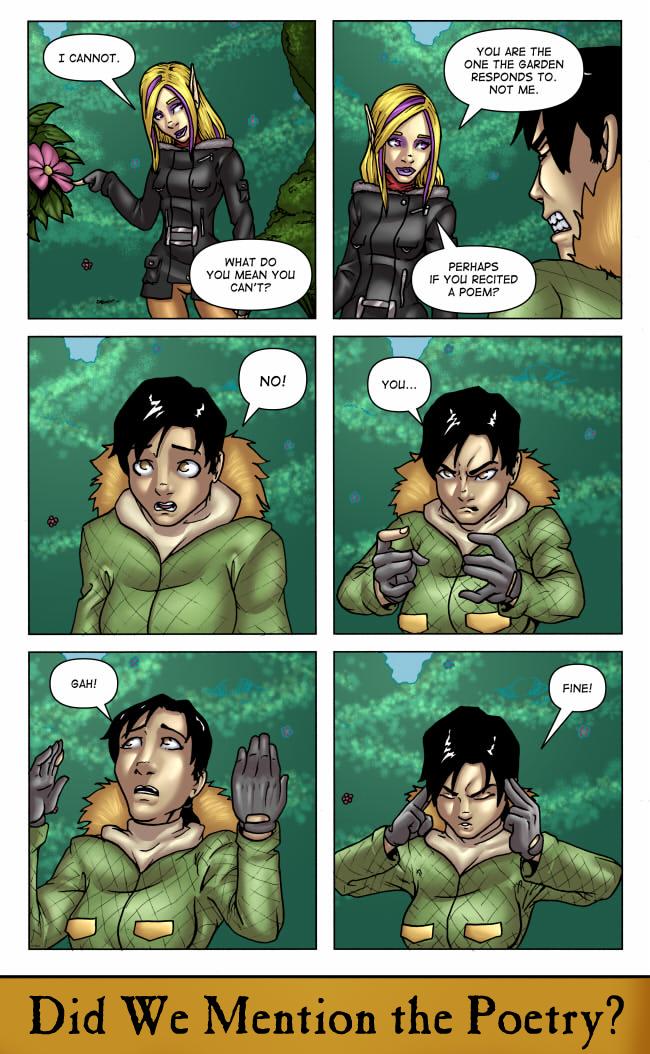 I CANNOT.
WHAT DO
YOU MEAN YOU
CAN'T?
YOU ARE THE
ONE THE GARDEN
RESPONDS TO.
NOT ME.
PERHAPS
IF YOU RECITED
A POEM?
NO!
YOU...
GAH!
FINE!
Did We Mention the Poetry?